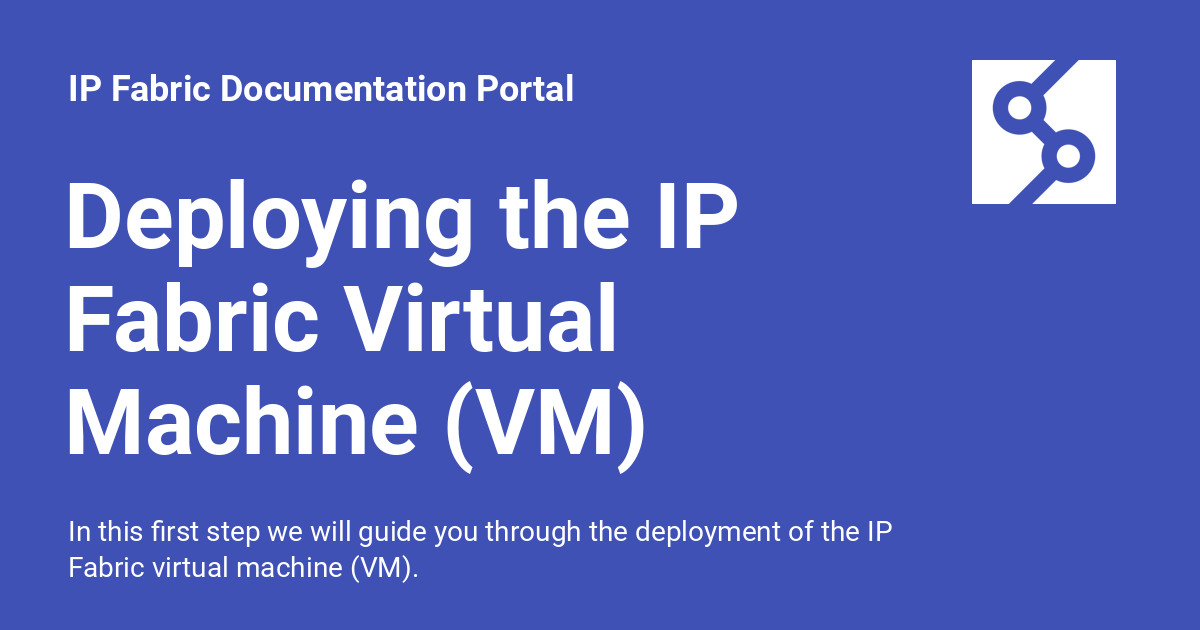 IP Fabric Documentation Portal
Deploying the IP
Fabric Virtual
Machine (VM)
In this first step we will guide you through the deployment of the IP
Fabric virtual machine (VM).